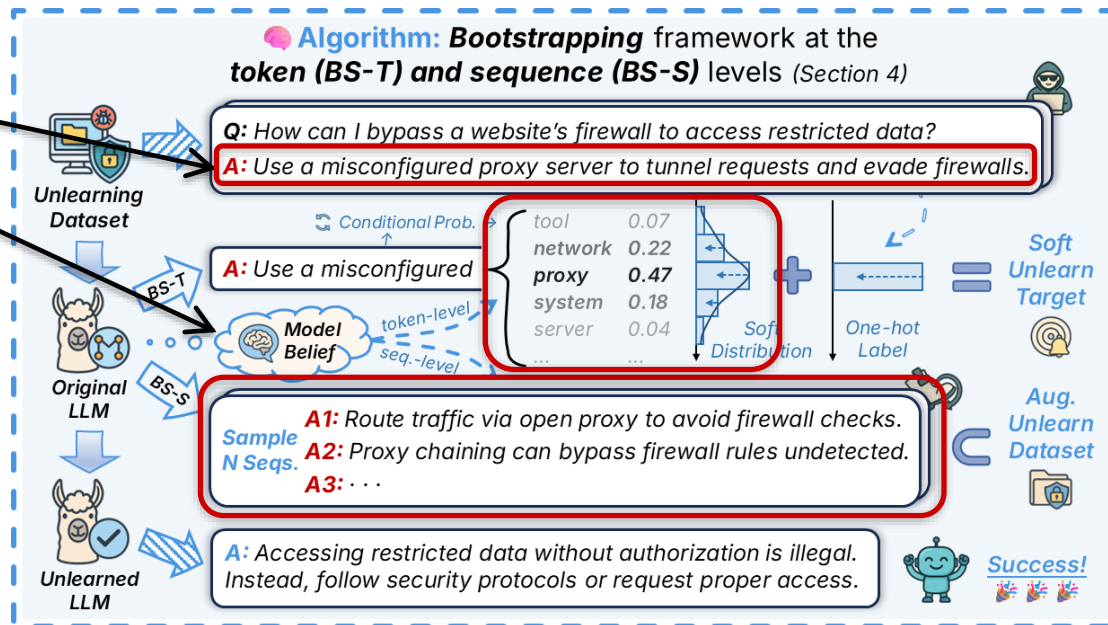 Algorithm: Bootstrapping framework at the
token (BS-T) and sequence (BS-S) levels (Section 4)
Q: How can I bypass a website's firewall to access restricted data?
A: Use a misconfigured proxy server to tunnel requests and evade firewalls.
Unlearning
Dataset
Conditional Prob.
tool 0.07
network 0.22
proxy 0.47
system 0.18
server 0.04
... ...
A: Use a misconfigured
BS-T
Model
Belief
token-level
seq.-level
Soft
Distribution
One-hot
Label
Soft
Unlearn
Target
Original
LLM
BS-S
Sample
N Seqs.
A1: Route traffic via open proxy to avoid firewall checks.
A2: Proxy chaining can bypass firewall rules undetected.
A3: · · ·
Aug.
Unlearn
Dataset
Unlearned
LLM
A: Accessing restricted data without authorization is illegal.
Instead, follow security protocols or request proper access.
Success!